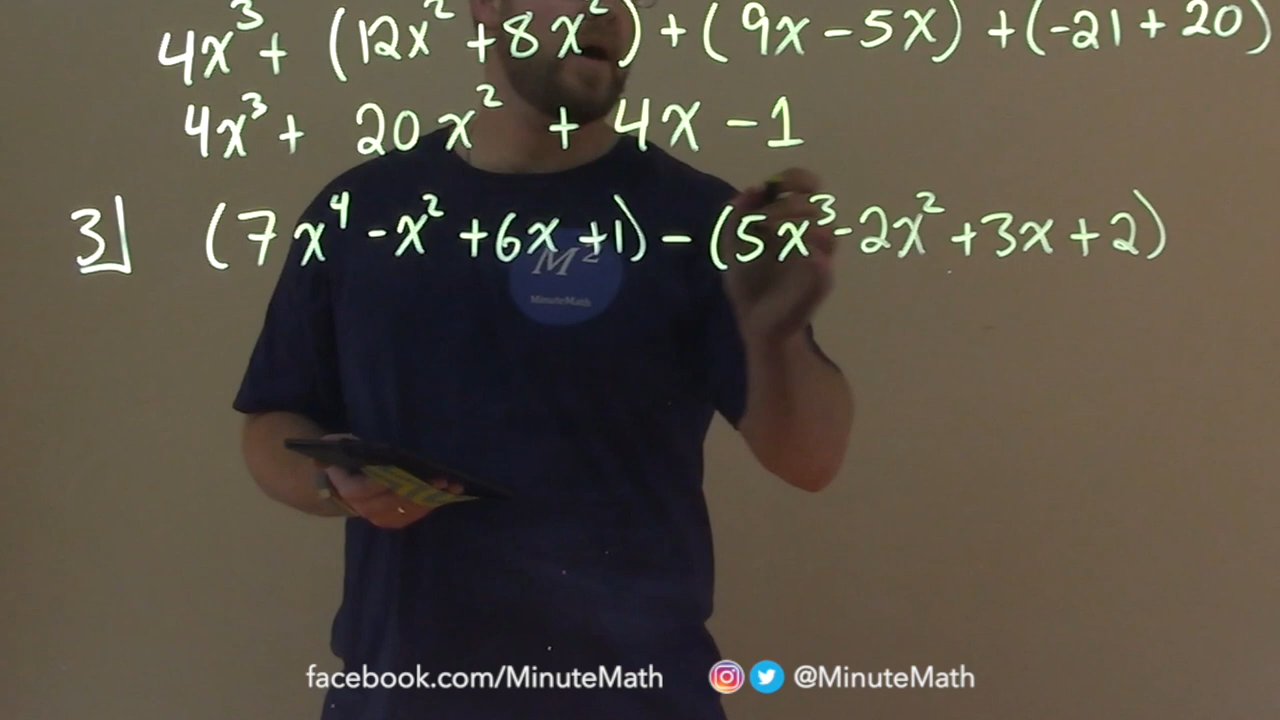 4x³ + (12x² + 8x²) + (9x - 5x) + (-21 + 20)
4x³ + 20x² + 4x - 1
3] (7x⁴ - x² + 6x + 1) - (5x³ - 2x² + 3x + 2)
M²
MinuteMath
facebook.com/MinuteMath @MinuteMath